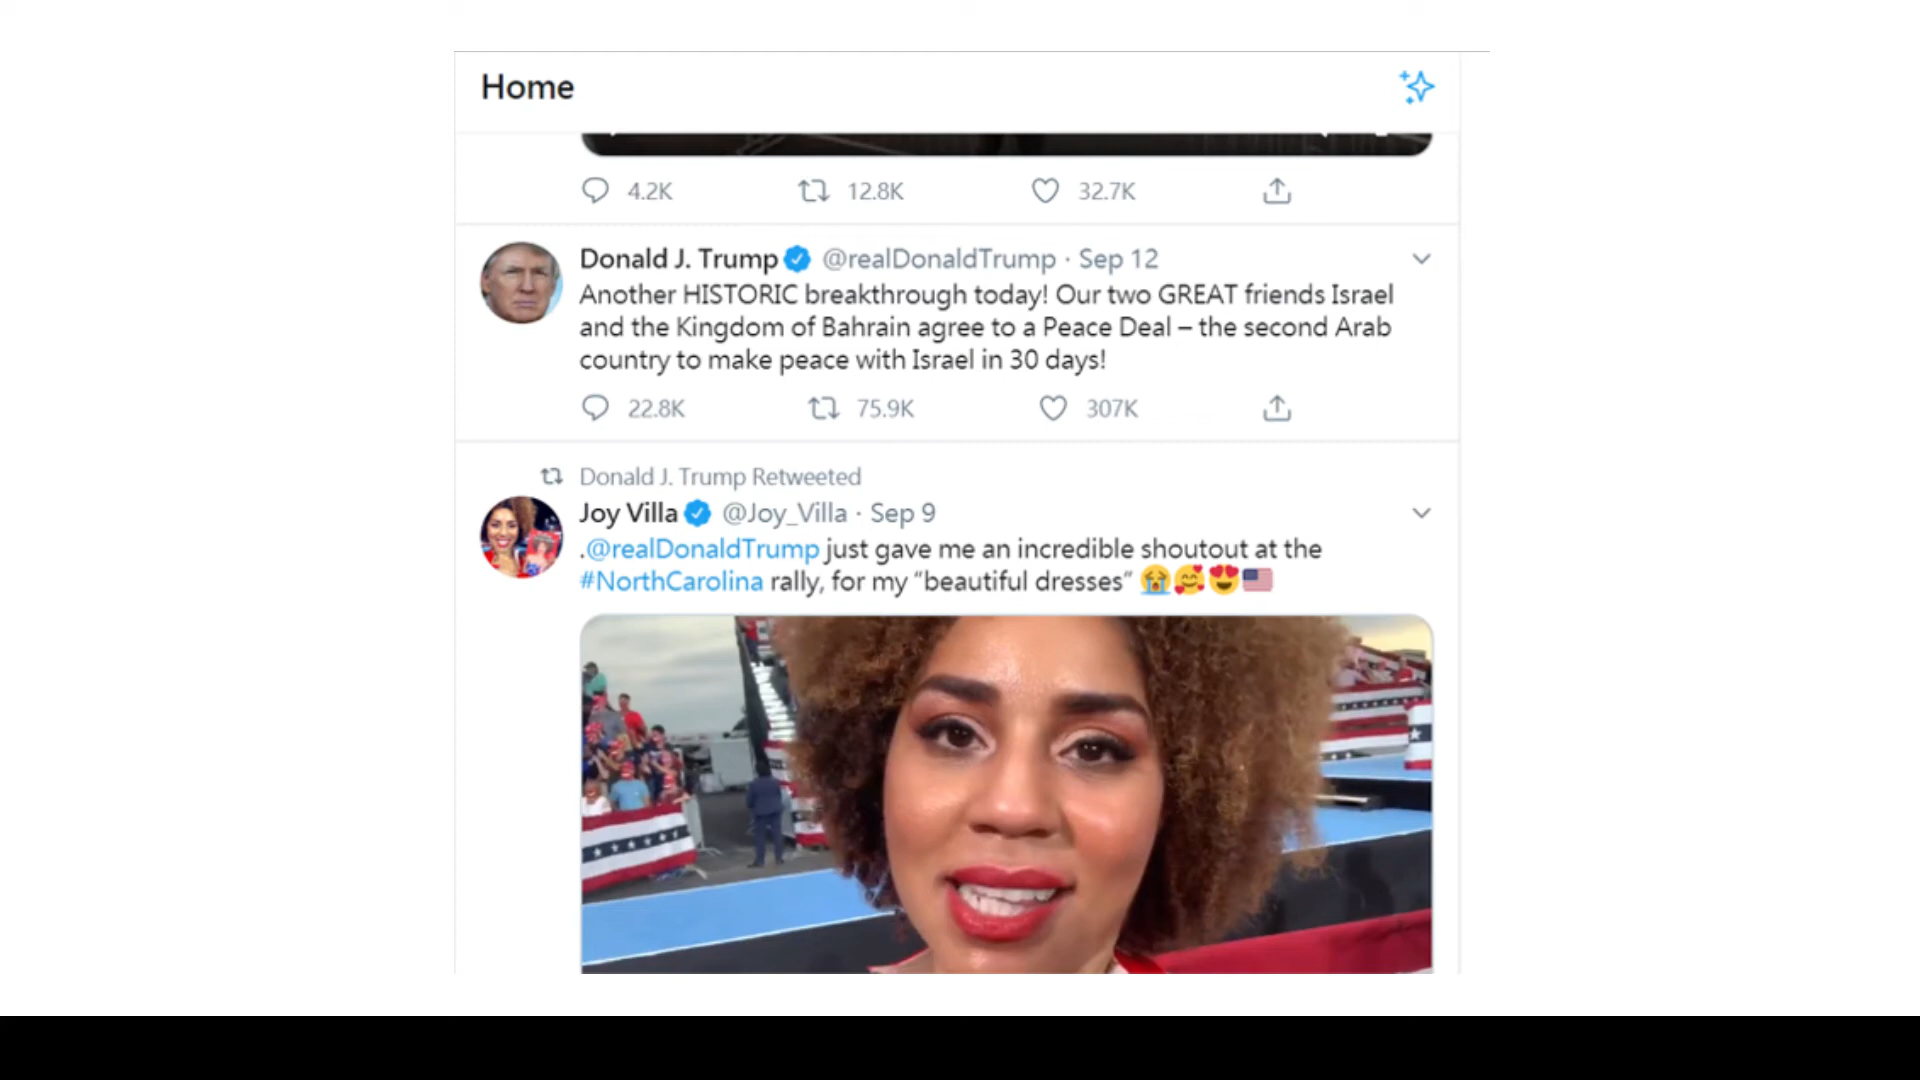 Home
4.2K 12.8K 32.7K
Donald J. Trump @realDonaldTrump · Sep 12
Another HISTORIC breakthrough today! Our two GREAT friends Israel
and the Kingdom of Bahrain agree to a Peace Deal – the second Arab
country to make peace with Israel in 30 days!
22.8K 75.9K 307K
Donald J. Trump Retweeted
Joy Villa @Joy_Villa · Sep 9
.@realDonaldTrump just gave me an incredible shoutout at the
#NorthCarolina rally, for my “beautiful dresses” 😭🥰😍🇺🇸